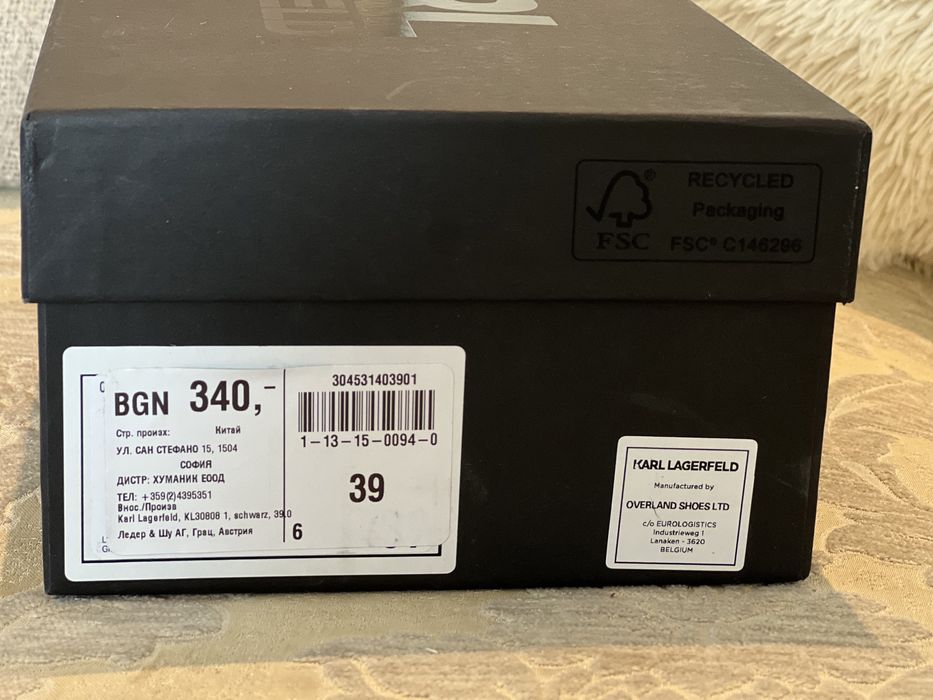 RECYCLED
Packaging
FSC® C146296
FSC
BGN 340,-
Стр. произх: Китай
УЛ. САН СТЕФАНО 15, 1504
СОФИЯ
ДИСТР: ХУМАНИК ЕООД
ТЕЛ: +359(2)4395351
Внос./Произв
Karl Lagerfeld, KL30808 1, schwarz, 39,0
Ледер & Шу АГ, Грац, Австрия
304531403901
1-13-15-0094-0
39
6
KARL LAGERFELD
Manufactured by
OVERLAND SHOES LTD
c/o EUROLOGISTICS
Industrieweg 1
Lanaken - 3620
BELGIUM